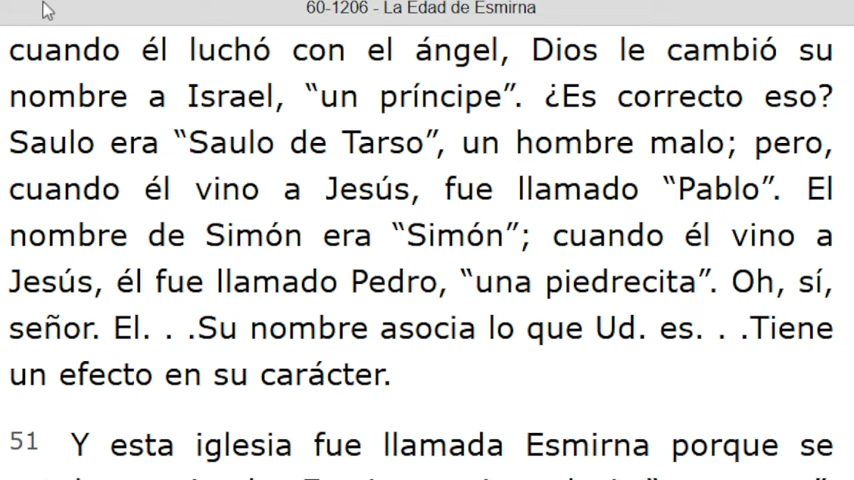 60-1206 - La Edad de Esmirna
cuando él luchó con el ángel, Dios le cambió su
nombre a Israel, “un príncipe”. ¿Es correcto eso?
Saulo era “Saulo de Tarso”, un hombre malo; pero,
cuando él vino a Jesús, fue llamado “Pablo”. El
nombre de Simón era “Simón”; cuando él vino a
Jesús, él fue llamado Pedro, “una piedrecita”. Oh, sí,
señor. El. . .Su nombre asocia lo que Ud. es. . .Tiene
un efecto en su carácter.
51 Y esta iglesia fue llamada Esmirna porque se